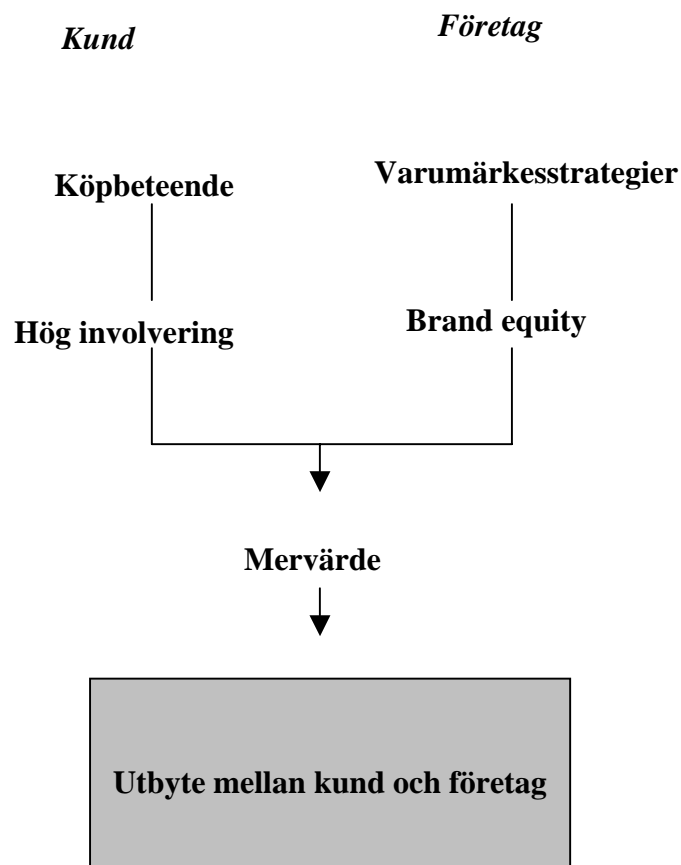 Kund
Företag
Köpbeteende
Varumärkesstrategier
Hög involvering
Brand equity
Mervärde
Utbyte mellan kund och företag